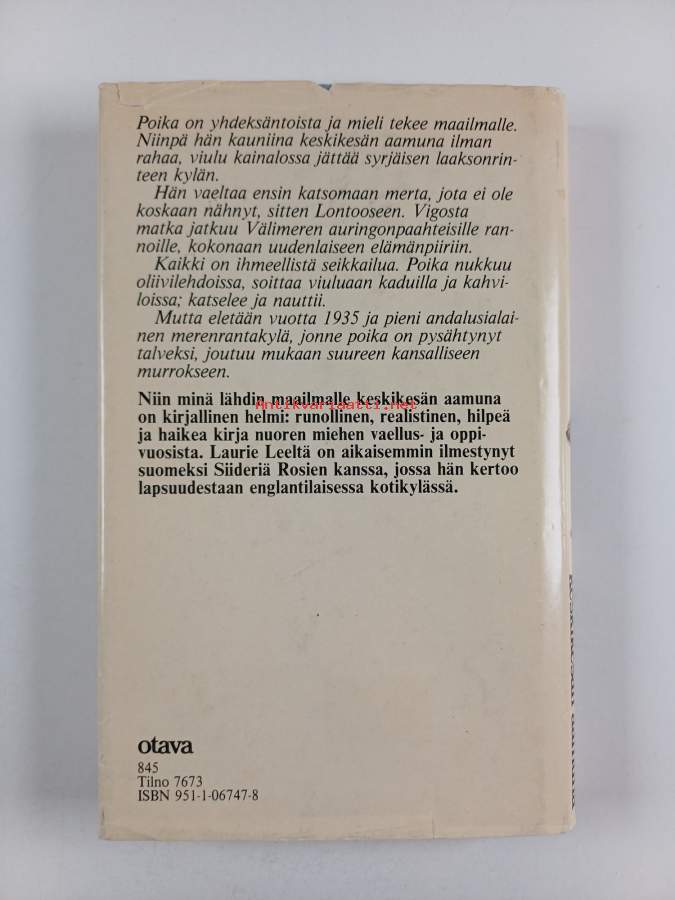 Poika on yhdeksäntoista ja mieli tekee maailmalle.
Niinpä hän kauniina keskikesän aamuna ilman
rahaa, viulu kainalossa jättää syrjäisen laaksonrin-
teen kylän.
Hän vaeltaa ensin katsomaan merta, jota ei ole
koskaan nähnyt, sitten Lontooseen. Vigosta
matka jatkuu Välimeren auringonpaahteisille ran-
noille, kokonaan uudenlaiseen elämänpiiriin.
Kaikki on ihmeellistä seikkailua. Poika nukkuu
oliivilehdoissa, soittaa viuluaan kaduilla ja kahvi-
loissa; katselee ja nauttii.
Mutta eletään vuotta 1935 ja pieni andalusialai-
nen merenrantakylä, jonne poika on pysähtynyt
talveksi, joutuu mukaan suureen kansalliseen
murrokseen.
Niin minä lähdin maailmalle keskikesän aamuna
on kirjallinen helmi: runollinen, realistinen, hilpeä
ja haikea kirja nuoren miehen vaellus- ja oppi-
vuosista. Laurie Leeltä on aikaisemmin ilmestynyt
suomeksi Siideriä Rosien kanssa, jossa hän kertoo
lapsuudestaan englantilaisessa kotikylässä.
Antikvariaatti.net
otava
845
Tilno 7673
ISBN 951-1-06747-8